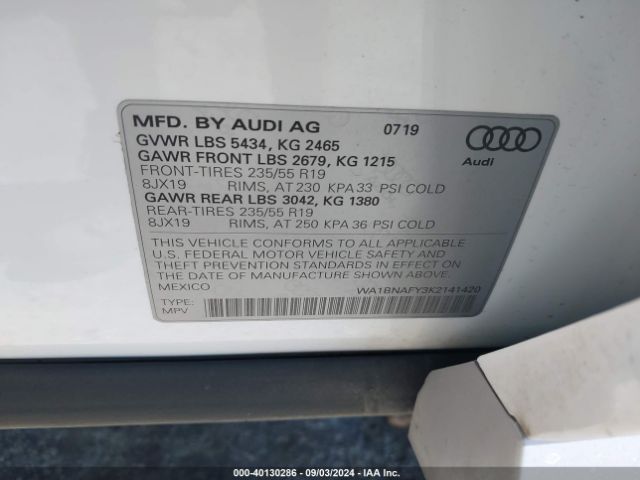 MFD. BY AUDI AG 0719
GVWR LBS 5434, KG 2465
GAWR FRONT LBS 2679, KG 1215
FRONT-TIRES 235/55 R19
8JX19 RIMS, AT 230 KPA 33 PSI COLD
GAWR REAR LBS 3042, KG 1380
REAR-TIRES 235/55 R19
8JX19 RIMS, AT 250 KPA 36 PSI COLD
Audi
THIS VEHICLE CONFORMS TO ALL APPLICABLE
U.S. FEDERAL MOTOR VEHICLE SAFETY AND
THEFT PREVENTION STANDARDS IN EFFECT ON
THE DATE OF MANUFACTURE SHOWN ABOVE.
MEXICO WA1BNAFY3K2141420
TYPE:
MPV
000-40130286 - 09/03/2024 - IAA Inc.